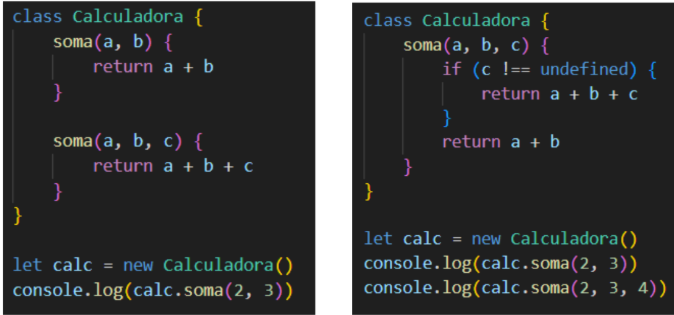 class Calculadora {
    soma(a, b) {
        return a + b
    }

    soma(a, b, c) {
        return a + b + c
    }
}

let calc = new Calculadora()
console.log(calc.soma(2, 3))

class Calculadora {
    soma(a, b, c) {
        if (c !== undefined) {
            return a + b + c
        }
        return a + b
    }
}

let calc = new Calculadora()
console.log(calc.soma(2, 3))
console.log(calc.soma(2, 3, 4))